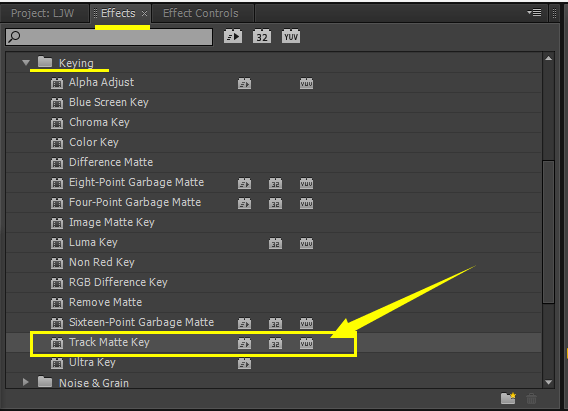 Project: LJW Effects × Effect Controls
32 YUV
Keying
Alpha Adjust YUV
Blue Screen Key
Chroma Key
Color Key
Difference Matte
Eight-Point Garbage Matte 32 YUV
Four-Point Garbage Matte 32 YUV
Image Matte Key
Luma Key 32 YUV
Non Red Key
RGB Difference Key
Remove Matte
Sixteen-Point Garbage Matte 32 YUV
Track Matte Key 32 YUV
Ultra Key
Noise & Grain